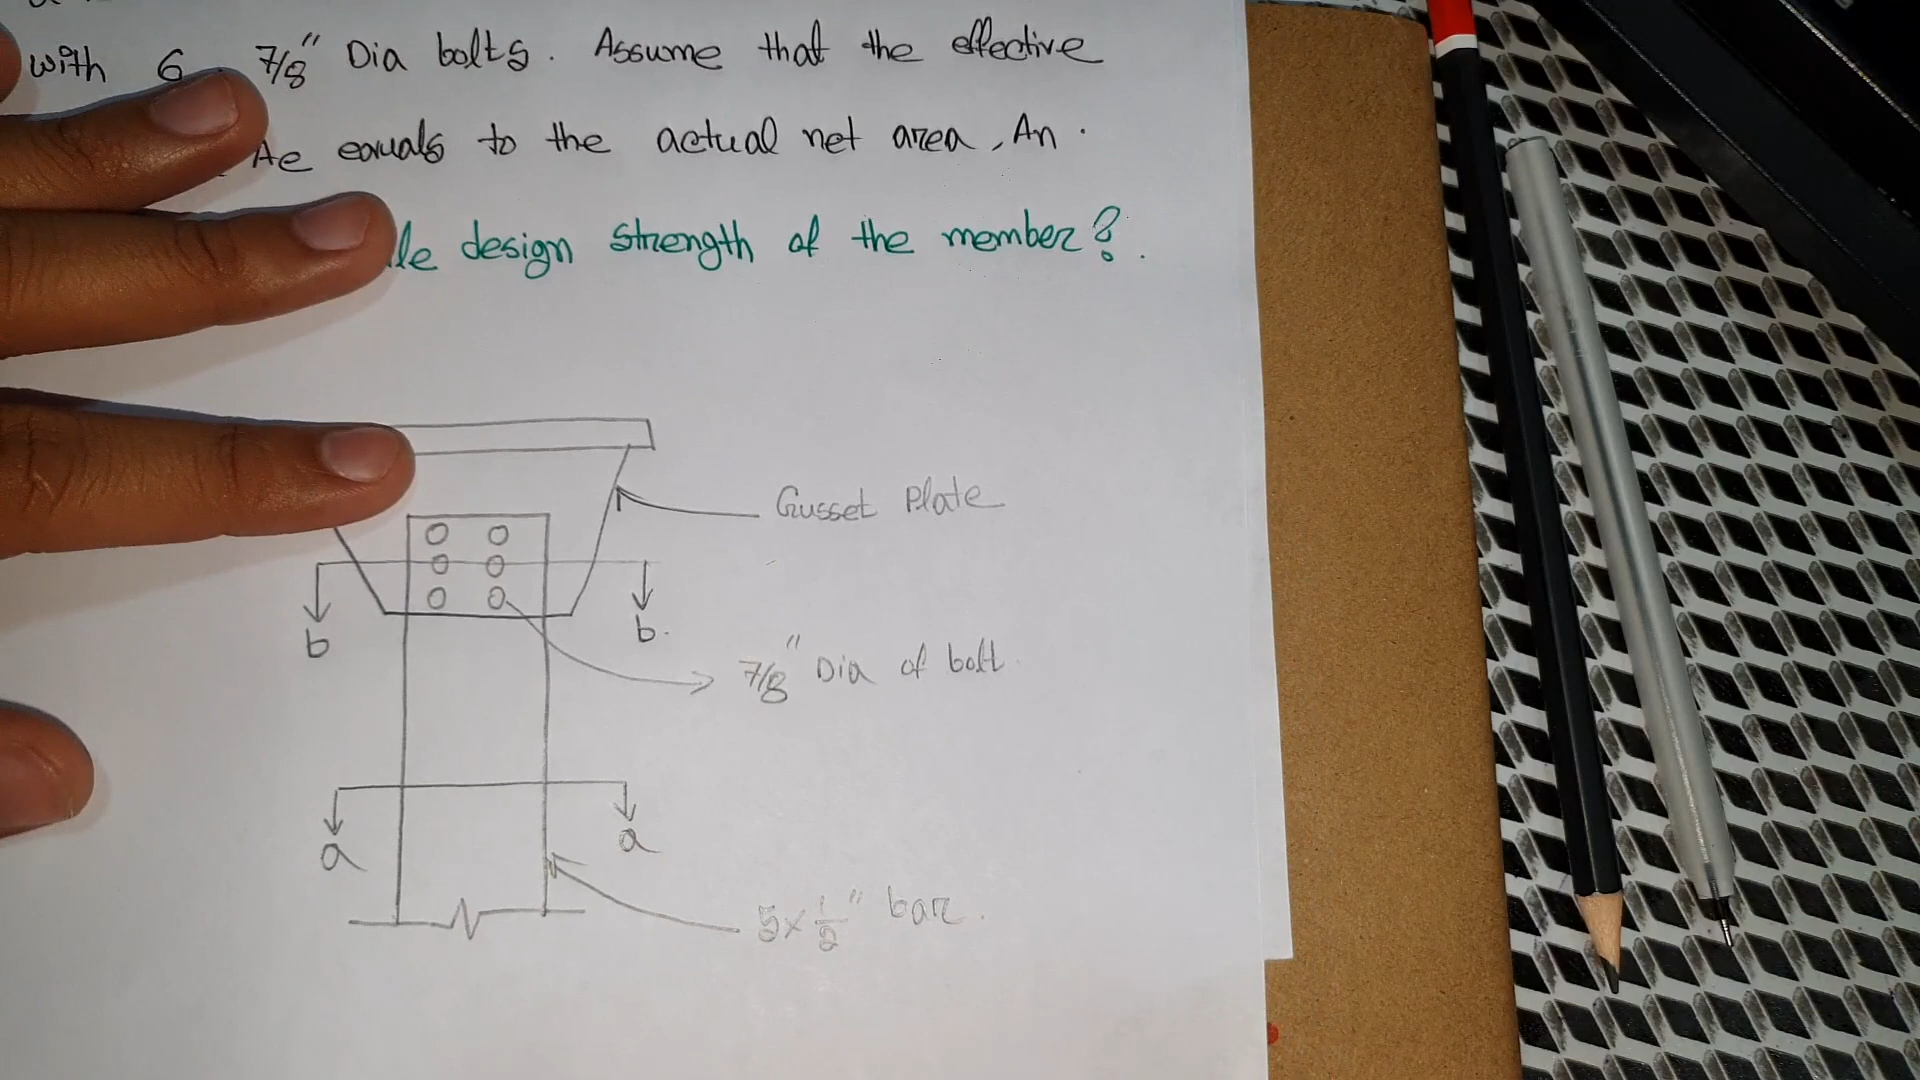 with 6 7/8" Dia bolts. Assume that the effective
Ae equals to the actual net area, An.
design strength of the member?.
Gusset Plate
b b.
7/8" Dia of bolt
a a
5 x 1/2" bar.